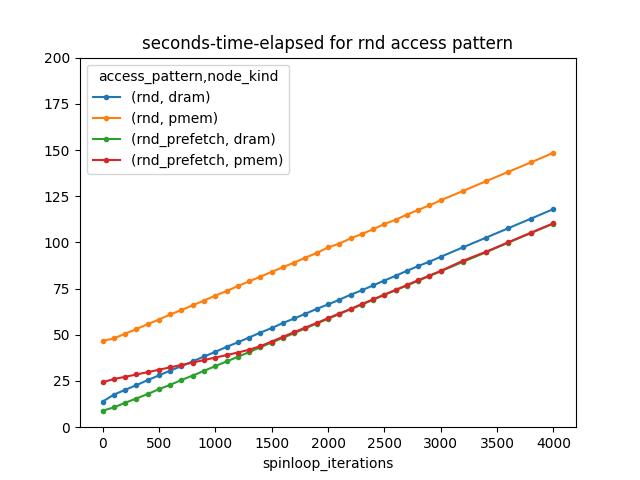 seconds-time-elapsed for rnd access pattern
access_pattern,node_kind
(rnd, dram)
(rnd, pmem)
(rnd_prefetch, dram)
(rnd_prefetch, pmem)
200
175
150
125
100
75
50
25
0
0 500 1000 1500 2000 2500 3000 3500 4000
spinloop_iterations